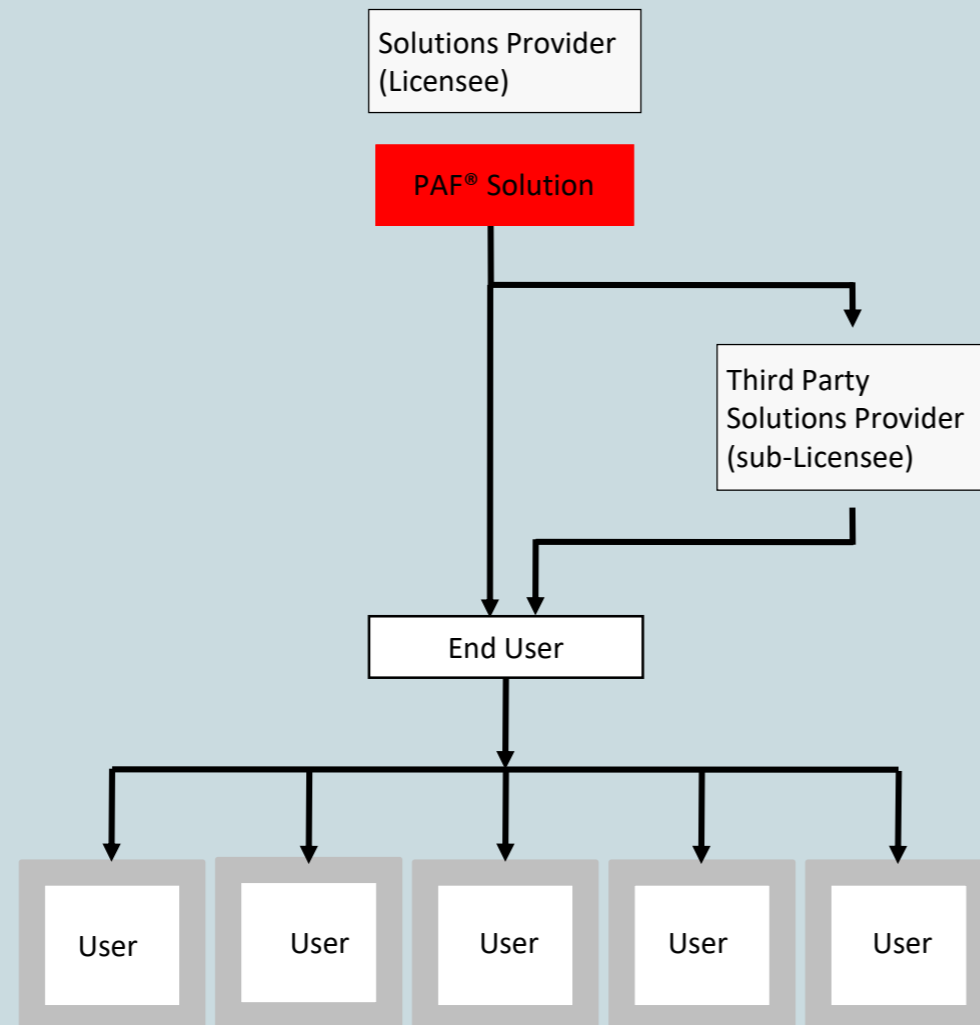 Solutions Provider
(Licensee)
PAF® Solution
Third Party
Solutions Provider
(sub-Licensee)
End User
User
User
User
User
User